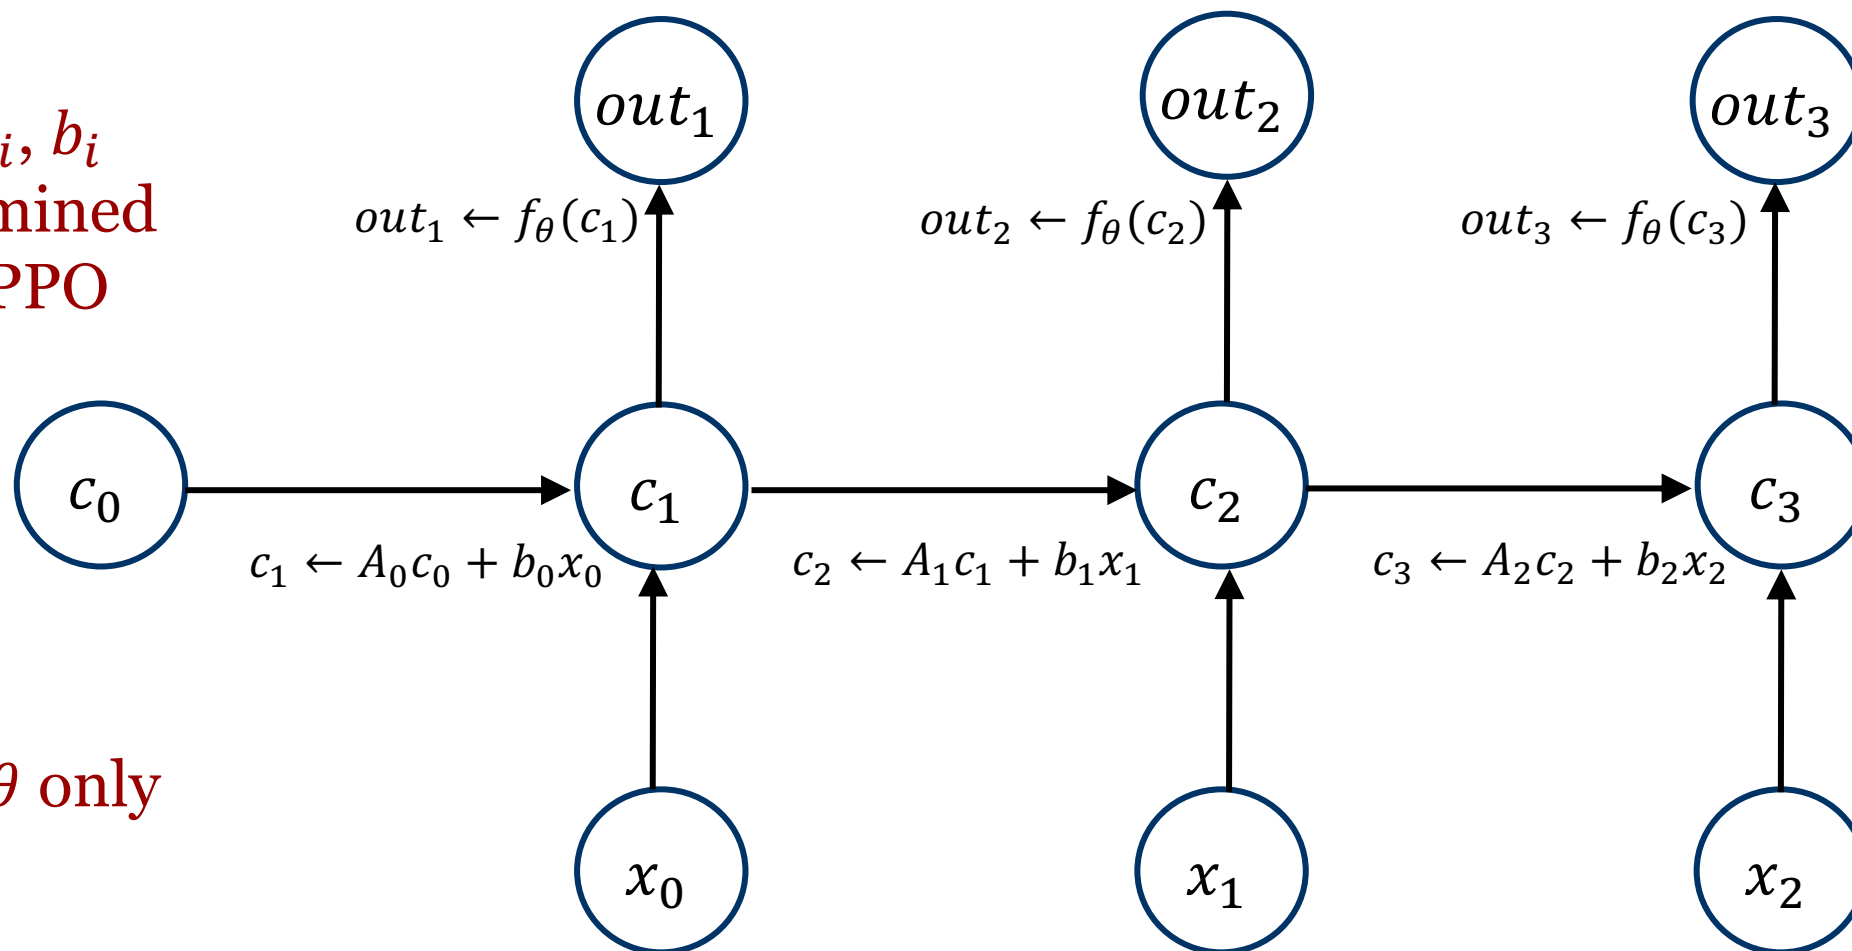 out₁
out₂
out₃
ᵢ, bᵢ
mined
PPO
out₁ ← f_θ(c₁)
out₂ ← f_θ(c₂)
out₃ ← f_θ(c₃)
c₀
c₁
c₂
c₃
c₁ ← A₀c₀ + b₀x₀
c₂ ← A₁c₁ + b₁x₁
c₃ ← A₂c₂ + b₂x₂
θ only
x₀
x₁
x₂